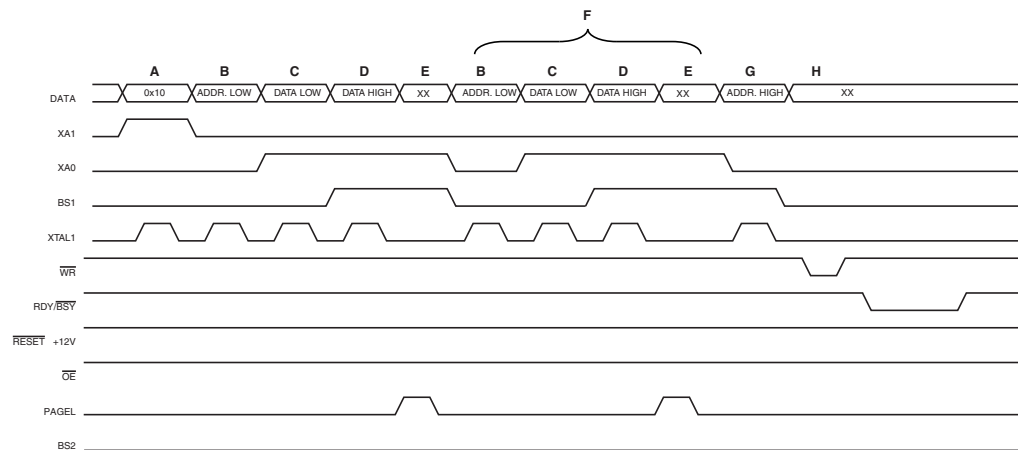 F
A B C D E B C D E G H
DATA 0x10 ADDR. LOW DATA LOW DATA HIGH XX ADDR. LOW DATA LOW DATA HIGH XX ADDR. HIGH XX
XA1
XA0
BS1
XTAL1
WR
RDY/BSY
RESET +12V
OE
PAGEL
BS2